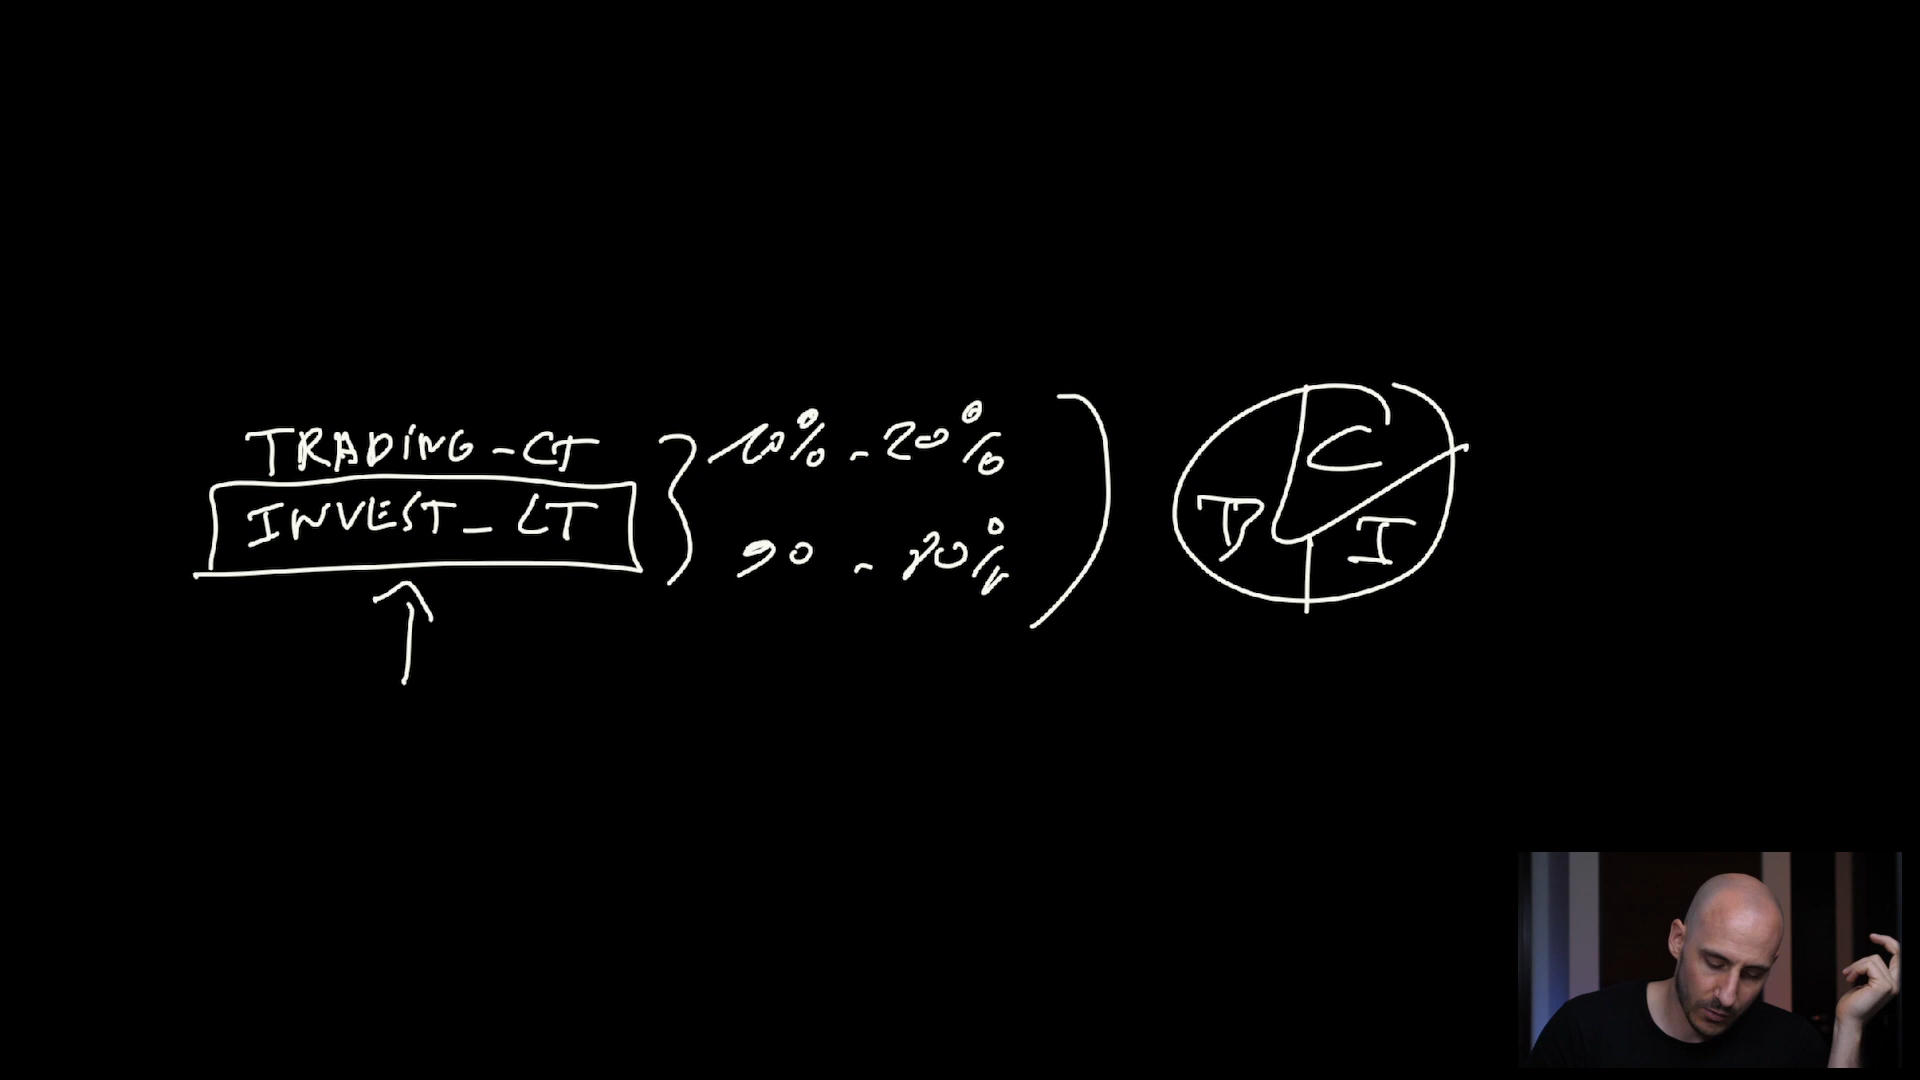 TRADING - CT
INVEST - LT
10% - 20%
90 - 80%
C
D
I